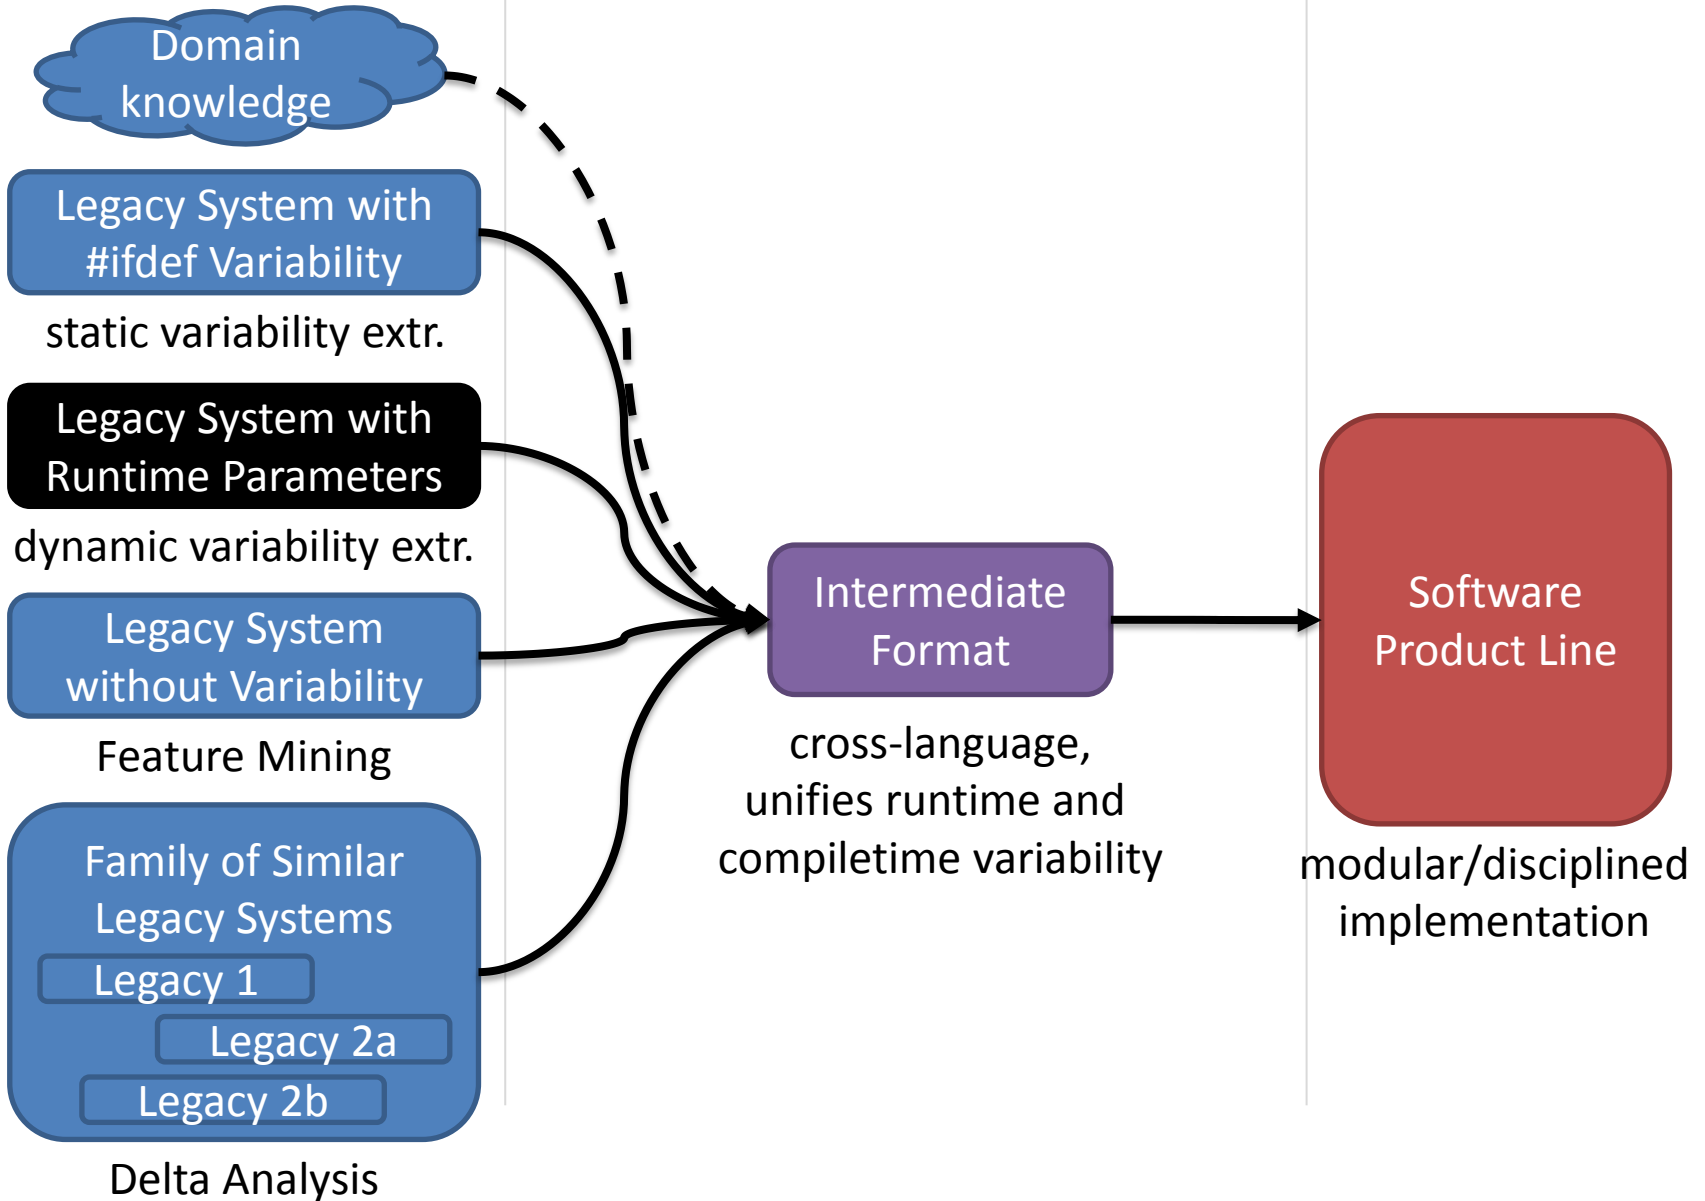 Domain
knowledge
Legacy System with
#ifdef Variability
static variability extr.
Legacy System with
Runtime Parameters
dynamic variability extr.
Legacy System
without Variability
Feature Mining
Family of Similar
Legacy Systems
Legacy 1
Legacy 2a
Legacy 2b
Delta Analysis
Intermediate
Format
cross-language,
unifies runtime and
compiletime variability
Software
Product Line
modular/disciplined
implementation